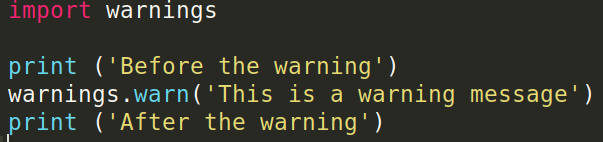 import warnings
print ('Before the warning')
warnings.warn('This is a warning message')
print ('After the warning')